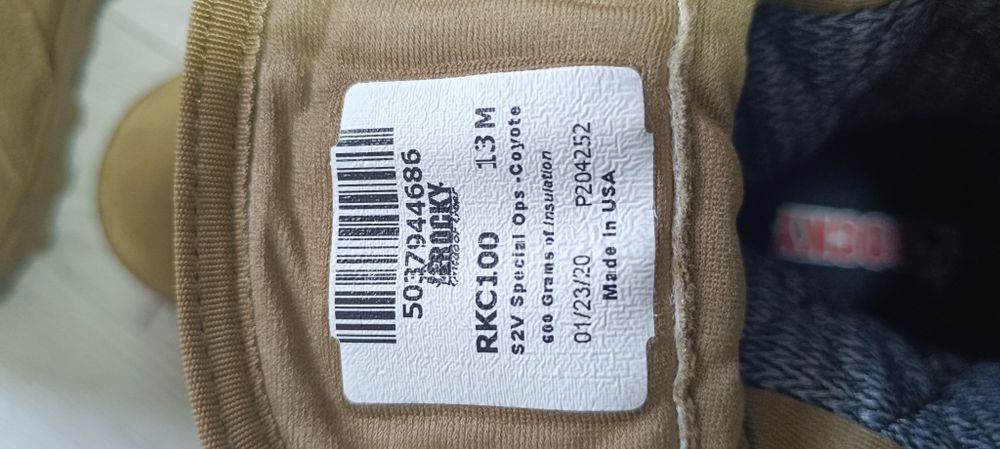 5037944686
ROCKY
RKC100 13 M
S2V Special Ops - Coyote
600 Grams of Insulation
01/23/20 P204252
Made in USA
ROCKY